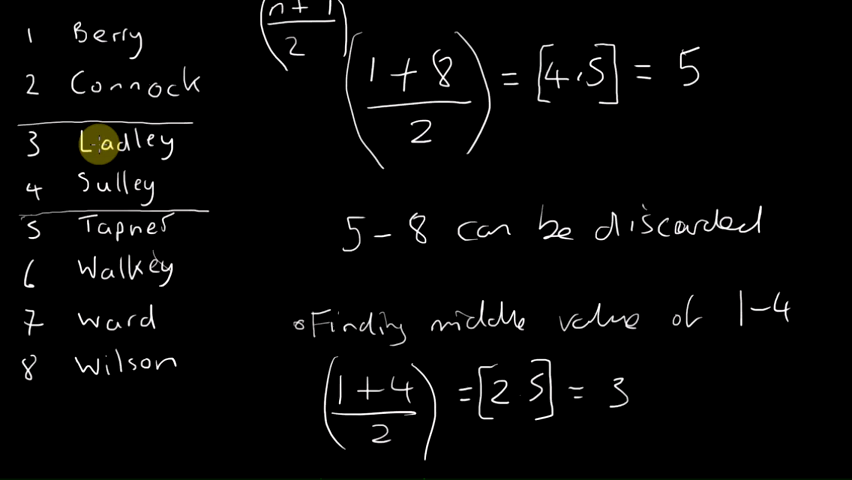 (n+1/2)
1 Berry
2 Connock
3 Ladley
4 Sulley
5 Tapner
6 Walkey
7 Ward
8 Wilson
(1+8/2) = [4.5] = 5
5-8 can be discarded
•Finding middle value of 1-4
(1+4/2) = [2 5] = 3